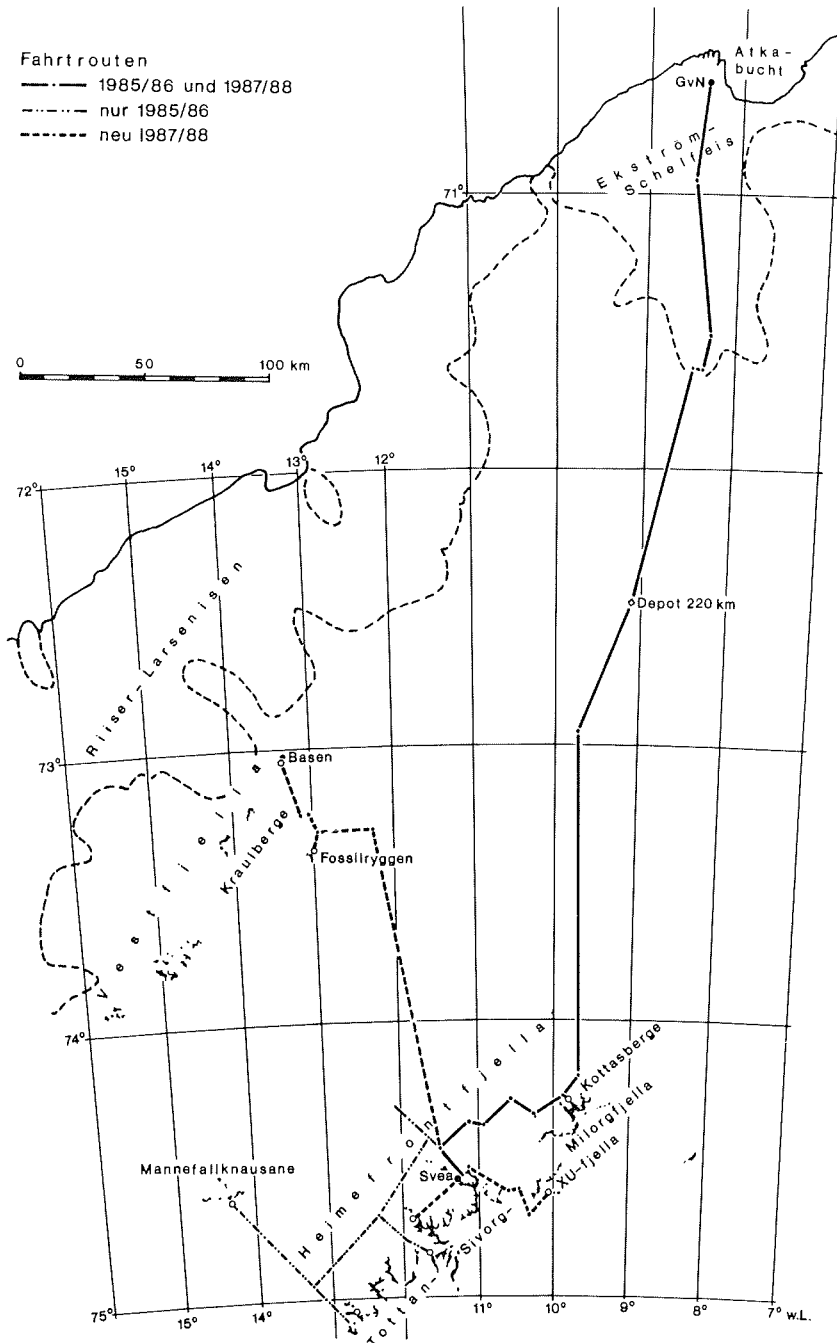 Fahrtrouten
1985/86 und 1987/88
nur 1985/86
neu 1987/88
Atka-
bucht
GvN
Ekström-
Schelfeis
71°
0 50 100 km
15° 14° 13° 12°
72°
Depot 220 km
Riiser-Larsenisen
73°
Basen
Vestfjella
Kraulberge
Fossilryggen
74°
Heimefrontfjella
Kottasberge
Milorgfjella
XU-fjella
Mannefallknausane
Svea
Sivorg-
Tottan-
75°
15° 14° 11° 10° 9° 8° 7° w.L.